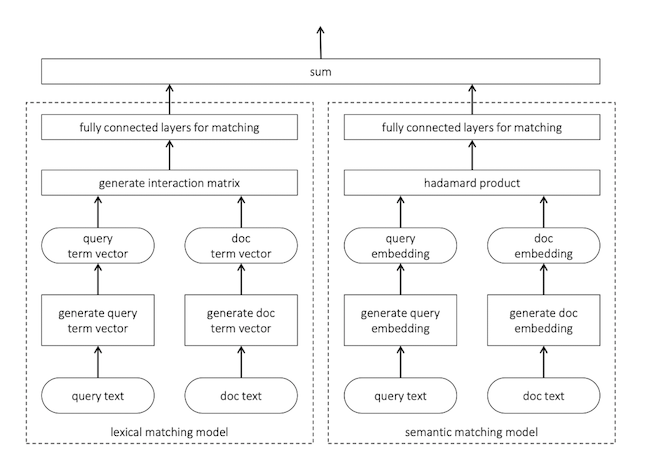 sum
fully connected layers for matching
fully connected layers for matching
generate interaction matrix
hadamard product
query
term vector
doc
term vector
query
embedding
doc
embedding
generate query
term vector
generate doc
term vector
generate query
embedding
generate doc
embedding
query text
doc text
query text
doc text
lexical matching model
semantic matching model